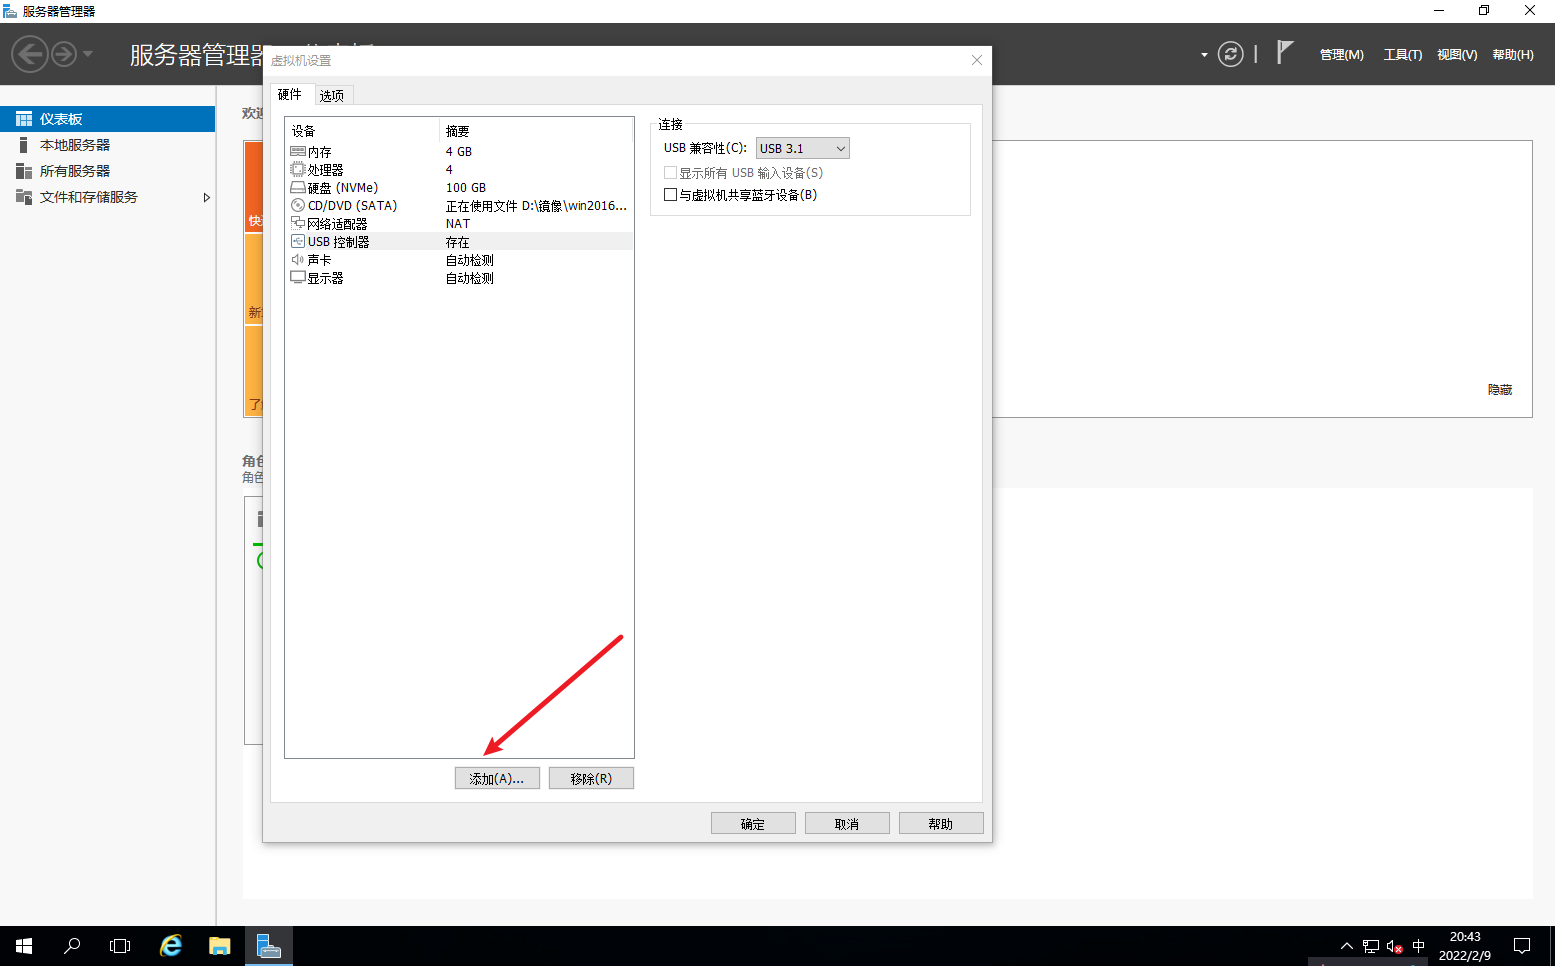 服务器管理器
服务器管理器
管理(M)
工具(T)
视图(V)
帮助(H)
仪表板
本地服务器
所有服务器
文件和存储服务
隐藏
角色
虚拟机设置
硬件
选项
设备 摘要
内存 4 GB
处理器 4
硬盘 (NVMe) 100 GB
CD/DVD (SATA) 正在使用文件 D:\镜像\win2016...
网络适配器 NAT
USB 控制器 存在
声卡 自动检测
显示器 自动检测
添加(A)...
移除(R)
连接
USB 兼容性(C): USB 3.1
显示所有 USB 输入设备(S)
与虚拟机共享蓝牙设备(B)
确定
取消
帮助
中
20:43
2022/2/9